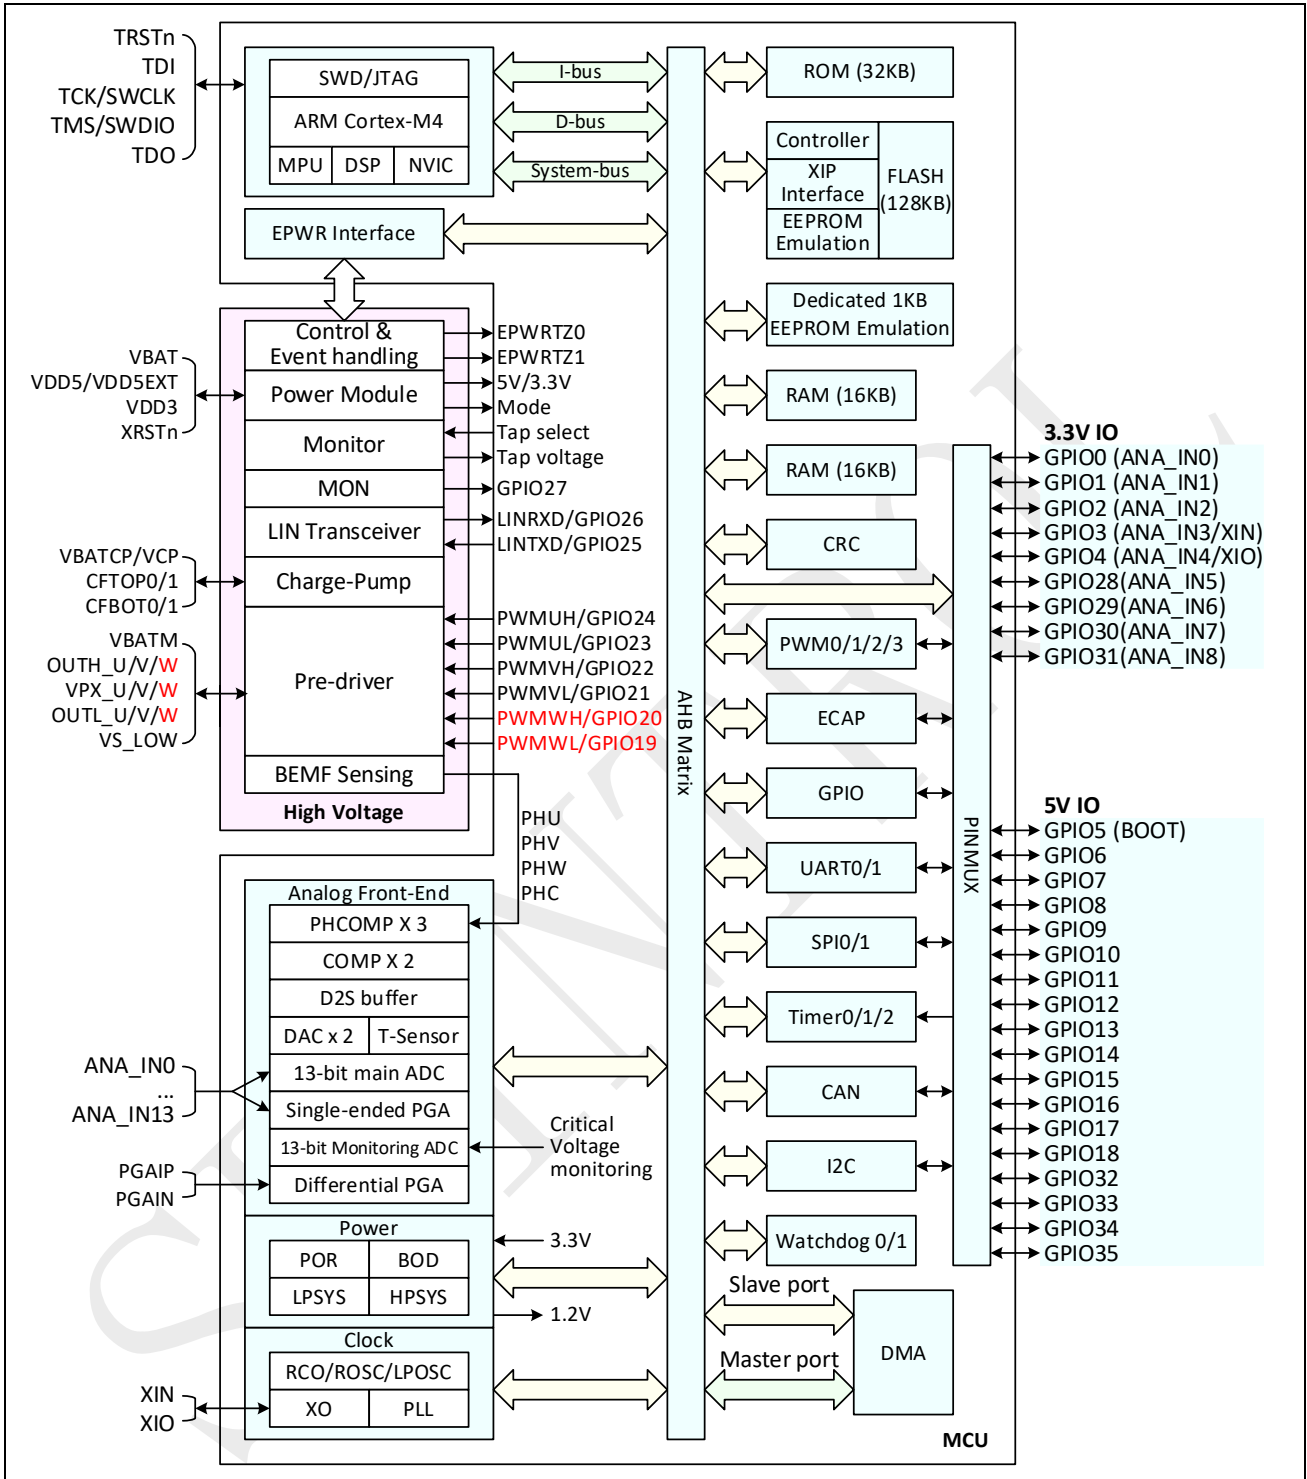 TRSTn
TDI
TCK/SWCLK
TMS/SWDIO
TDO
SWD/JTAG
ARM Cortex-M4
MPU
DSP
NVIC
I-bus
D-bus
System-bus
EPWR Interface
Control &
Event handling
Power Module
Monitor
MON
LIN Transceiver
Charge-Pump
Pre-driver
BEMF Sensing
High Voltage
VBAT
VDD5/VDD5EXT
VDD3
XRSTn
VBATCP/VCP
CFTOP0/1
CFBOT0/1
VBATM
OUTH_U/V/W
VPX_U/V/W
OUTL_U/V/W
VS_LOW
EPWRTZ0
EPWRTZ1
5V/3.3V
Mode
Tap select
Tap voltage
GPIO27
LINRXD/GPIO26
LINTXD/GPIO25
PWMUH/GPIO24
PWMUL/GPIO23
PWMVH/GPIO22
PWMVL/GPIO21
PWMWH/GPIO20
PWMWL/GPIO19
PHU
PHV
PHW
PHC
Analog Front-End
PHCOMP X 3
COMP X 2
D2S buffer
DAC x 2
T-Sensor
13-bit main ADC
Single-ended PGA
13-bit Monitoring ADC
Differential PGA
ANA_IN0
...
ANA_IN13
PGAIP
PGAIN
Critical
Voltage
monitoring
Power
POR
BOD
LPSYS
HPSYS
3.3V
1.2V
Clock
RCO/ROSC/LPOSC
XO
PLL
XIN
XIO
AHB Matrix
ROM (32KB)
Controller
XIP
Interface
EEPROM
Emulation
FLASH
(128KB)
Dedicated 1KB
EEPROM Emulation
RAM (16KB)
RAM (16KB)
CRC
PWM0/1/2/3
ECAP
GPIO
UART0/1
SPI0/1
Timer0/1/2
CAN
I2C
Watchdog 0/1
Slave port
Master port
DMA
MCU
PINMUX
3.3V IO
GPIO0 (ANA_IN0)
GPIO1 (ANA_IN1)
GPIO2 (ANA_IN2)
GPIO3 (ANA_IN3/XIN)
GPIO4 (ANA_IN4/XIO)
GPIO28(ANA_IN5)
GPIO29(ANA_IN6)
GPIO30(ANA_IN7)
GPIO31(ANA_IN8)
5V IO
GPIO5 (BOOT)
GPIO6
GPIO7
GPIO8
GPIO9
GPIO10
GPIO11
GPIO12
GPIO13
GPIO14
GPIO15
GPIO16
GPIO17
GPIO18
GPIO32
GPIO33
GPIO34
GPIO35